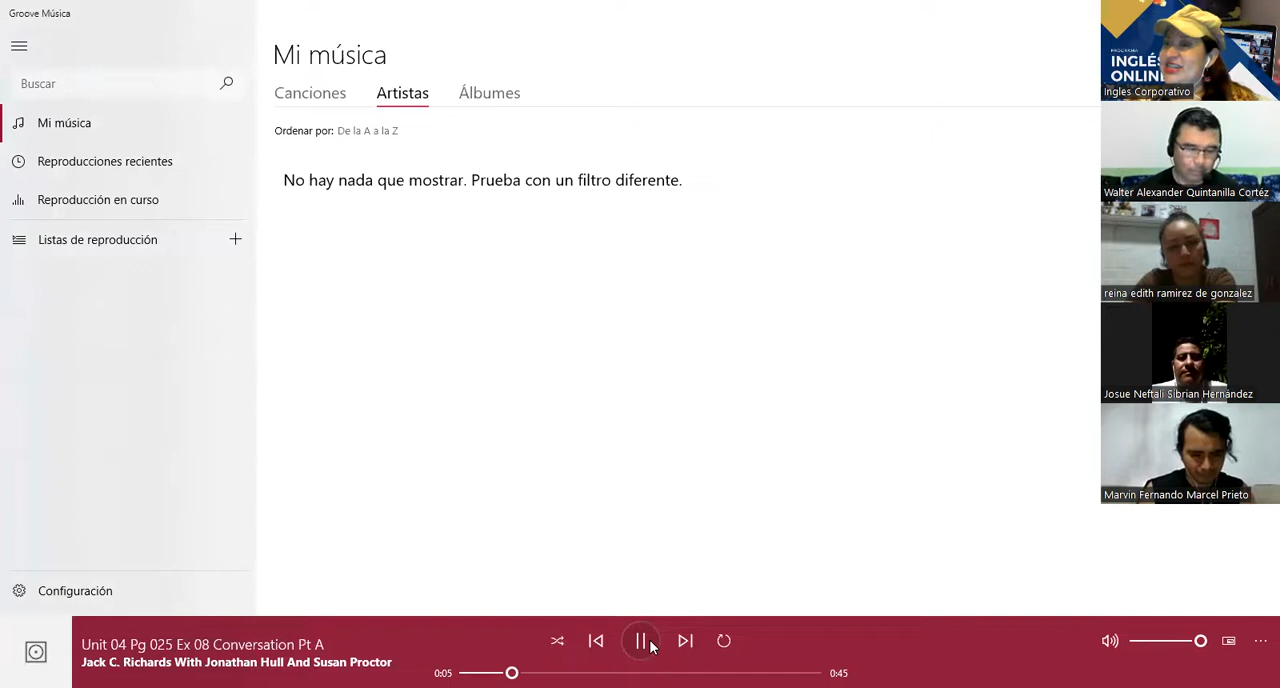 Groove Música
Buscar
Mi música
Reproducciones recientes
Reproducción en curso
Listas de reproducción
Configuración
Mi música
Canciones Artistas Álbumes
Ordenar por: De la A a la Z
No hay nada que mostrar. Prueba con un filtro diferente.
PROGRAMA
INGLÉS
ONLINE
Ingles Corporativo
Walter Alexander Quintanilla Cortéz
reina edith ramirez de gonzalez
Josue Neftali Sibrian Hernández
Marvin Fernando Marcel Prieto
Unit 04 Pg 025 Ex 08 Conversation Pt A
Jack C. Richards With Jonathan Hull And Susan Proctor
0:05
0:45